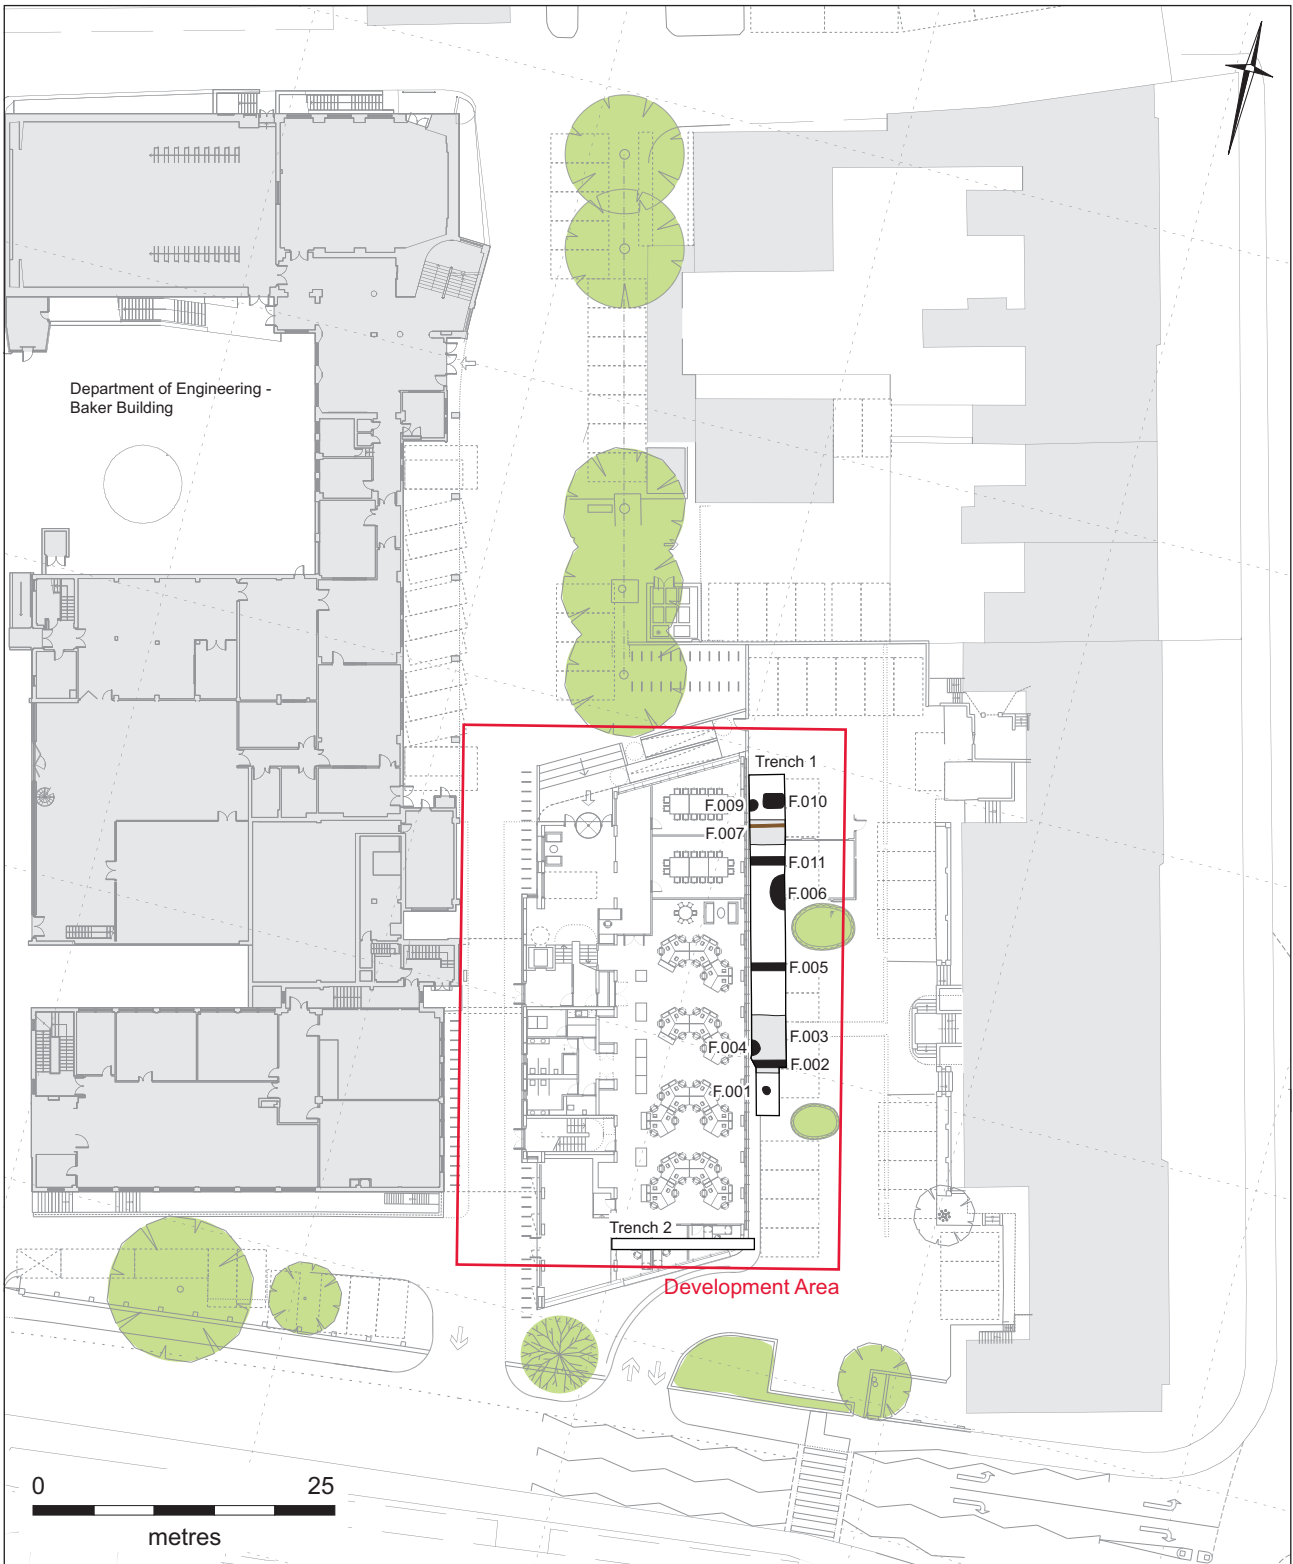 Department of Engineering -
Baker Building
Trench 1
F.009
F.010
F.007
F.011
F.006
F.005
F.003
F.004
F.002
F.001
Trench 2
Development Area
0
25
metres